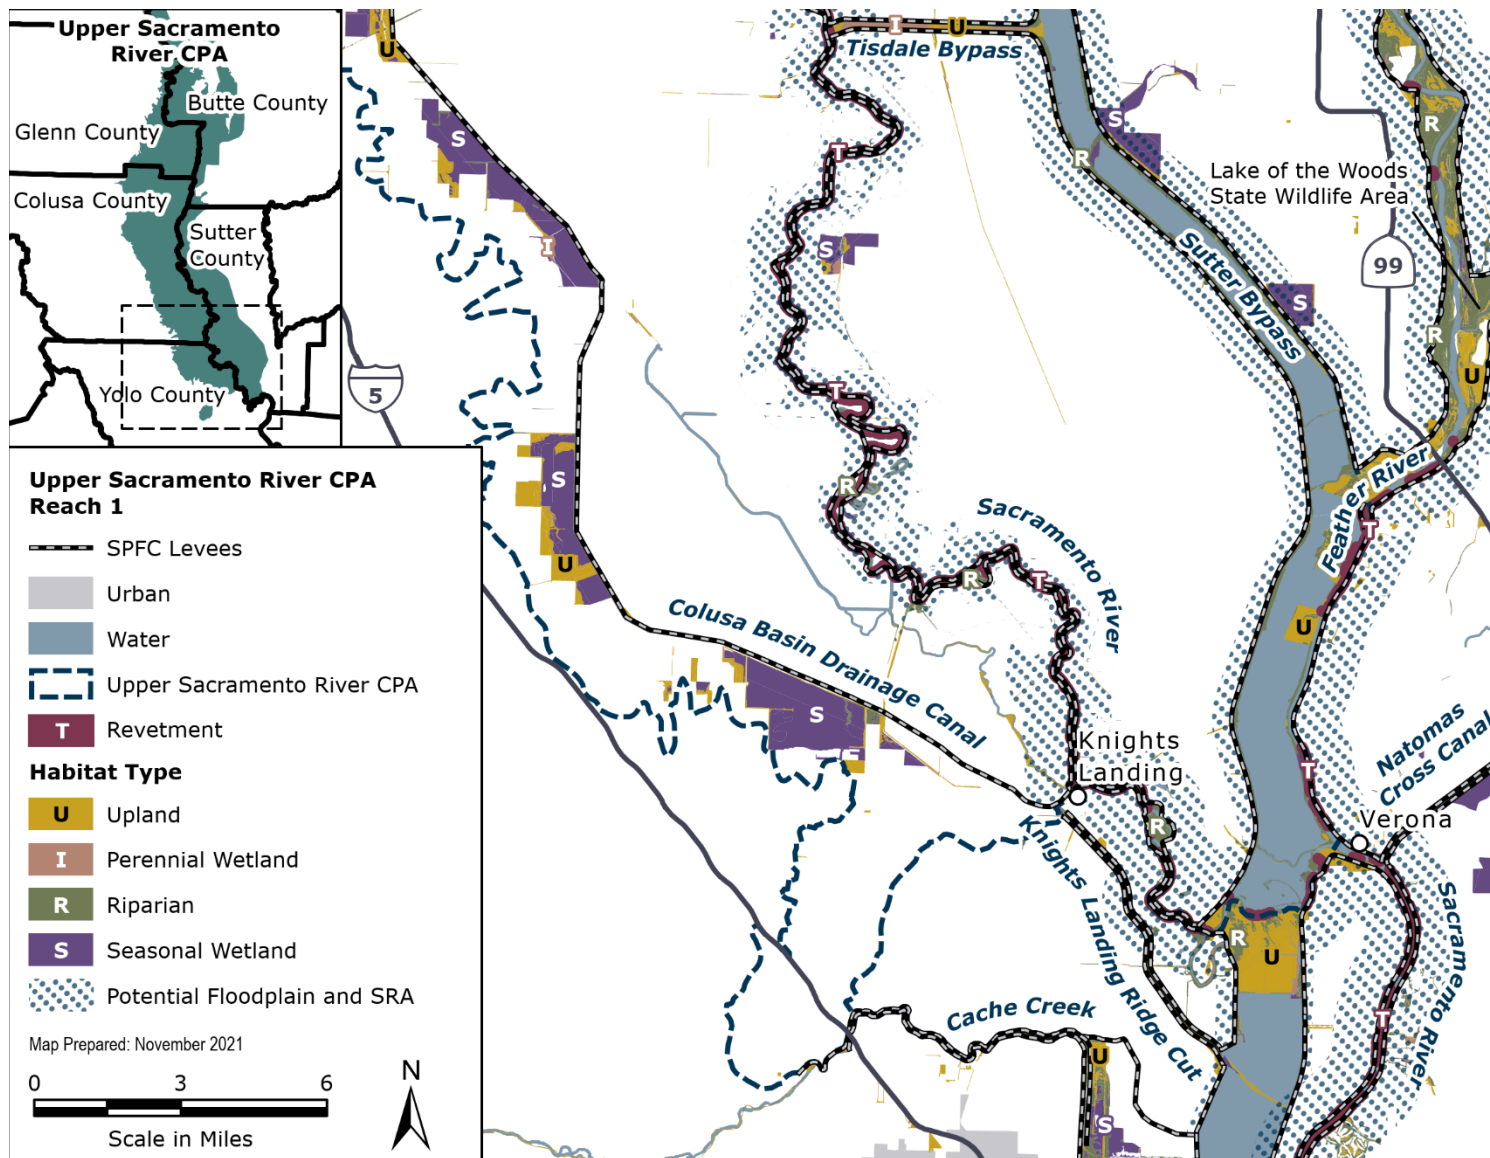 Upper Sacramento
River CPA
Butte County
Glenn County
Colusa County
Sutter
County
Yolo County
Upper Sacramento River CPA
Reach 1
SPFC Levees
Urban
Water
Upper Sacramento River CPA
T Revetment
Habitat Type
U Upland
I Perennial Wetland
R Riparian
S Seasonal Wetland
Potential Floodplain and SRA
Map Prepared: November 2021
0 3 6
Scale in Miles
N
U
I
U
Tisdale Bypass
S
S
T
R
R
Lake of the Woods
State Wildlife Area
S
I
Sutter Bypass
99
S
R
5
T
U
S
R
Feather River
Sacramento River
T
U
R
T
Colusa Basin Drainage Canal
U
S
Knights
Landing
T
Natomas
Cross Canal
Verona
R
Knights Landing Ridge Cut
R
U
Sacramento River
Cache Creek
T
U
S